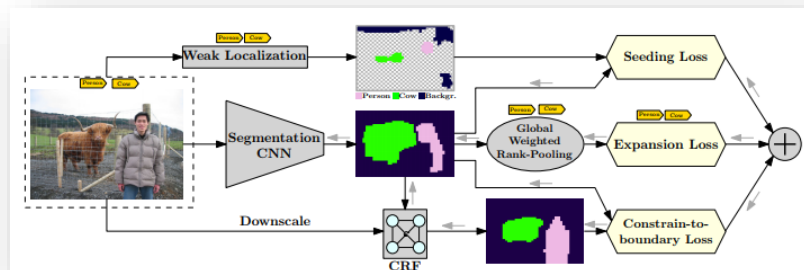 Person Cow
Weak Localization
Person Cow
Person Cow Backgr.
Seeding Loss
Segmentation
CNN
Person Cow
Global
Weighted
Rank-Pooling
Person Cow
Expansion Loss
Downscale
CRF
Constrain-to-
boundary Loss